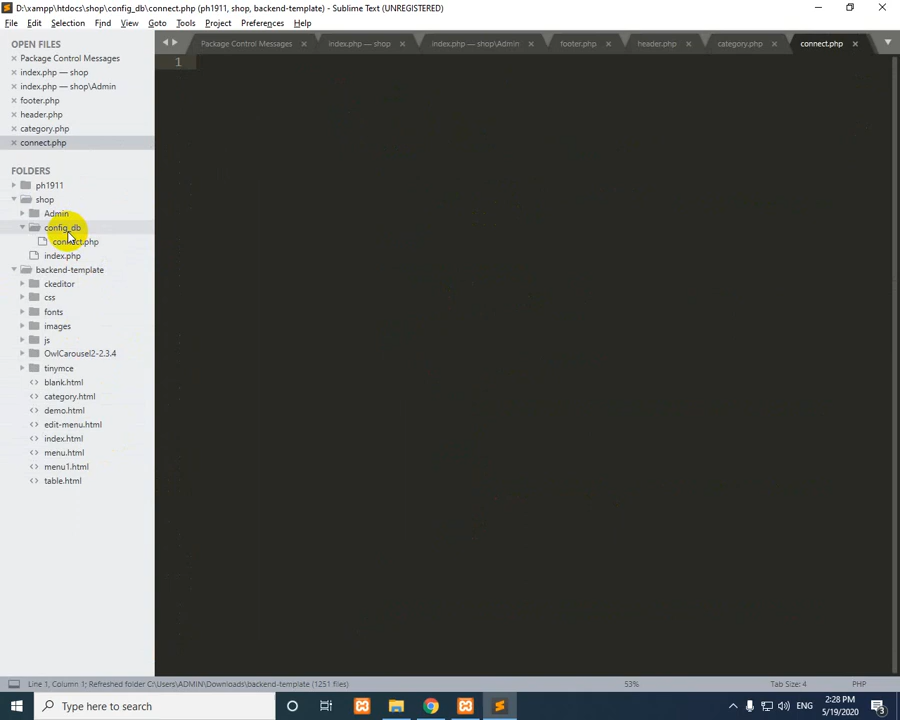 D:\xampp\htdocs\shop\config_db\connect.php (ph1911, shop, backend-template) - Sublime Text (UNREGISTERED)
File Edit Selection Find View Goto Tools Project Preferences Help
OPEN FILES
Package Control Messages
index.php — shop
index.php — shop\Admin
footer.php
header.php
category.php
connect.php
FOLDERS
ph1911
shop
Admin
config_db
connect.php
index.php
backend-template
ckeditor
css
fonts
images
js
OwlCarousel2-2.3.4
tinymce
blank.html
category.html
demo.html
edit-menu.html
index.html
menu.html
menu1.html
table.html
Package Control Messages index.php — shop index.php — shop\Admin footer.php header.php category.php connect.php
1
Line 1, Column 1; Refreshed folder C:\Users\ADMIN\Downloads\backend-template (1251 files) 53% Tab Size: 4 PHP
Type here to search
ENG
2:28 PM
5/19/2020
3